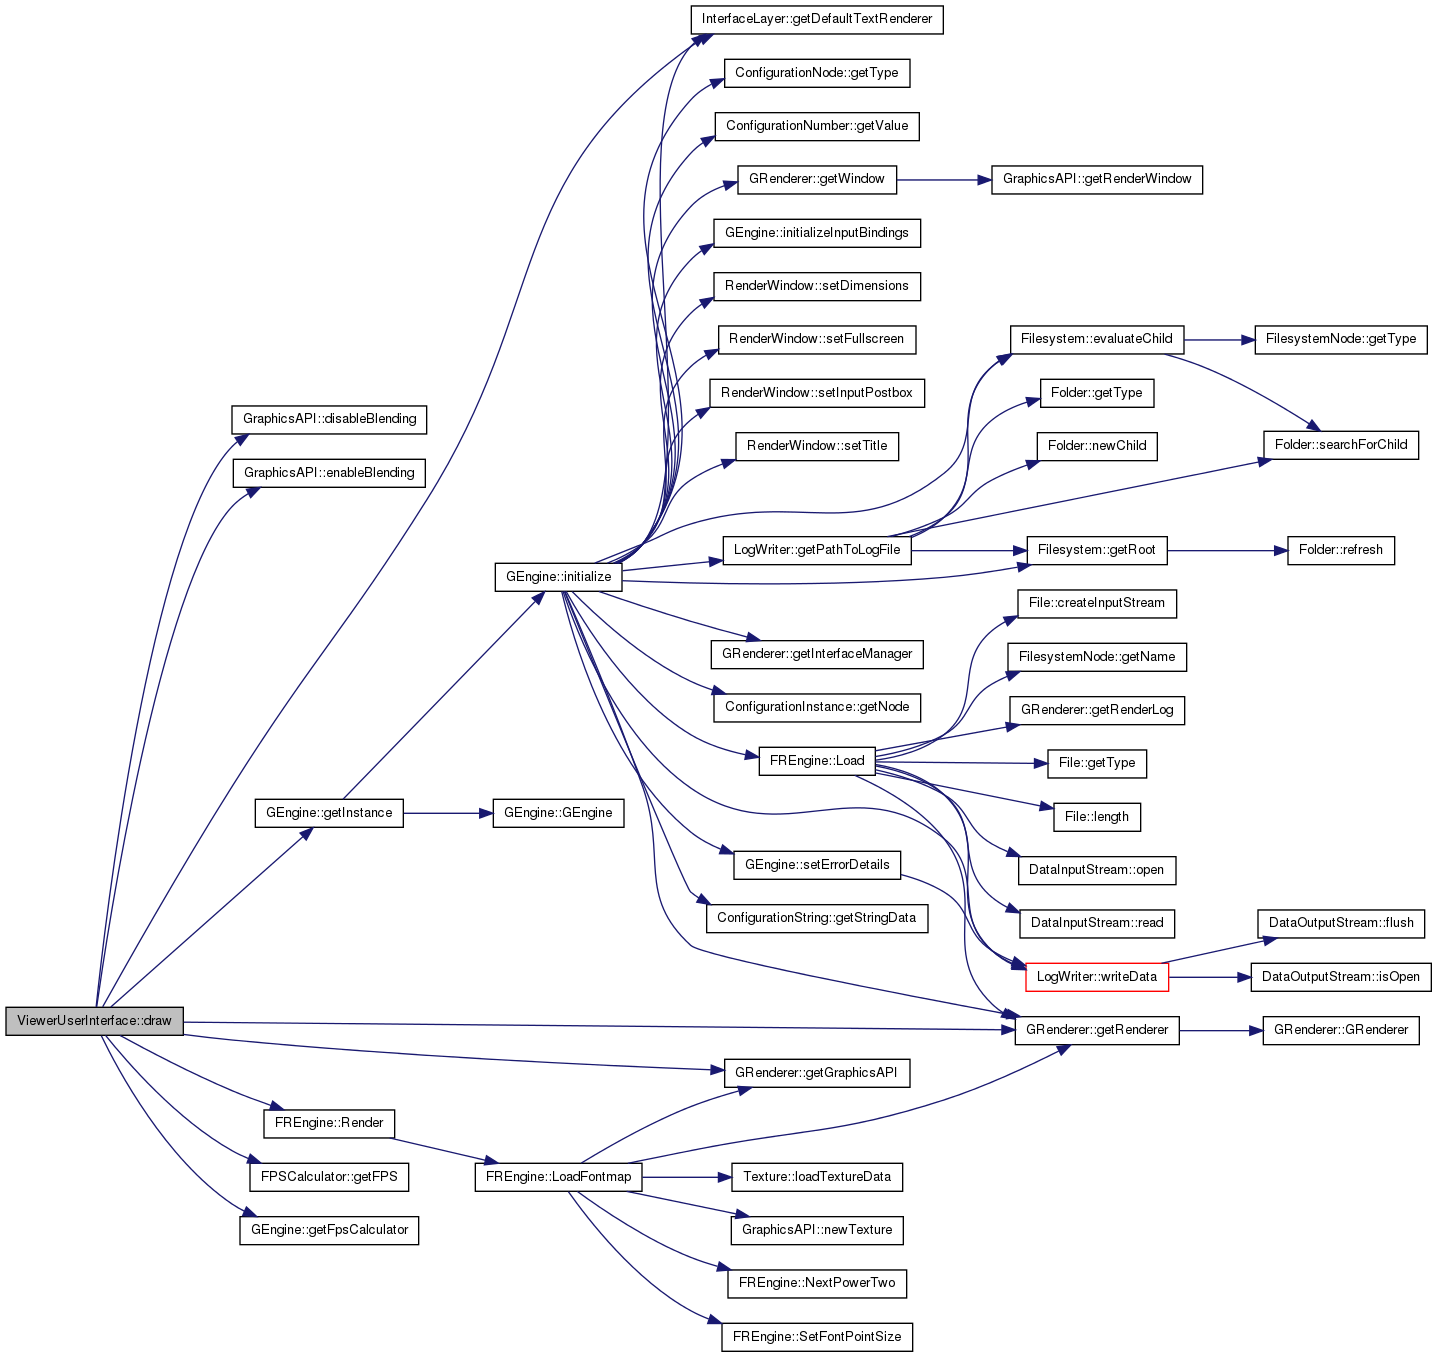 InterfaceLayer::getDefaultTextRenderer
ConfigurationNode::getType
ConfigurationNumber::getValue
GRenderer::getWindow
GraphicsAPI::getRenderWindow
GEngine::initializeInputBindings
RenderWindow::setDimensions
RenderWindow::setFullscreen
Filesystem::evaluateChild
FilesystemNode::getType
RenderWindow::setInputPostbox
Folder::getType
GraphicsAPI::disableBlending
RenderWindow::setTitle
Folder::newChild
Folder::searchForChild
GraphicsAPI::enableBlending
LogWriter::getPathToLogFile
Filesystem::getRoot
Folder::refresh
GEngine::initialize
File::createInputStream
GRenderer::getInterfaceManager
FilesystemNode::getName
ConfigurationInstance::getNode
GRenderer::getRenderLog
FREngine::Load
File::getType
GEngine::getInstance
GEngine::GEngine
File::length
GEngine::setErrorDetails
DataInputStream::open
ConfigurationString::getStringData
DataInputStream::read
DataOutputStream::flush
LogWriter::writeData
DataOutputStream::isOpen
ViewerUserInterface::draw
GRenderer::getRenderer
GRenderer::GRenderer
GRenderer::getGraphicsAPI
FREngine::Render
FPSCalculator::getFPS
FREngine::LoadFontmap
Texture::loadTextureData
GEngine::getFpsCalculator
GraphicsAPI::newTexture
FREngine::NextPowerTwo
FREngine::SetFontPointSize